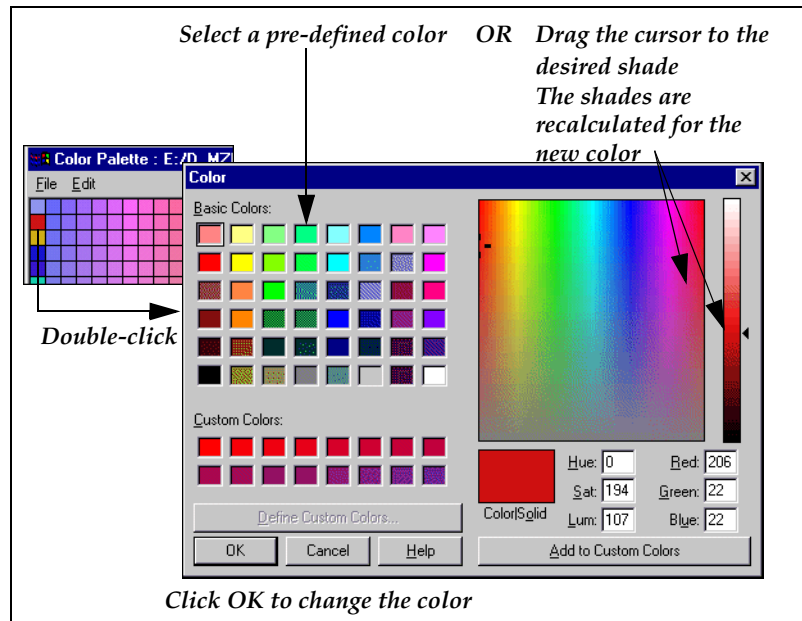 Select a pre-defined color OR Drag the cursor to the
desired shade
The shades are
recalculated for the
new color
Color Palette : E:/D_MZ
File Edit
Double-click
Color
Basic Colors:
Custom Colors:
Define Custom Colors...
OK Cancel Help
Color|Solid
Hue: 0 Red: 206
Sat: 194 Green: 22
Lum: 107 Blue: 22
Add to Custom Colors
Click OK to change the color